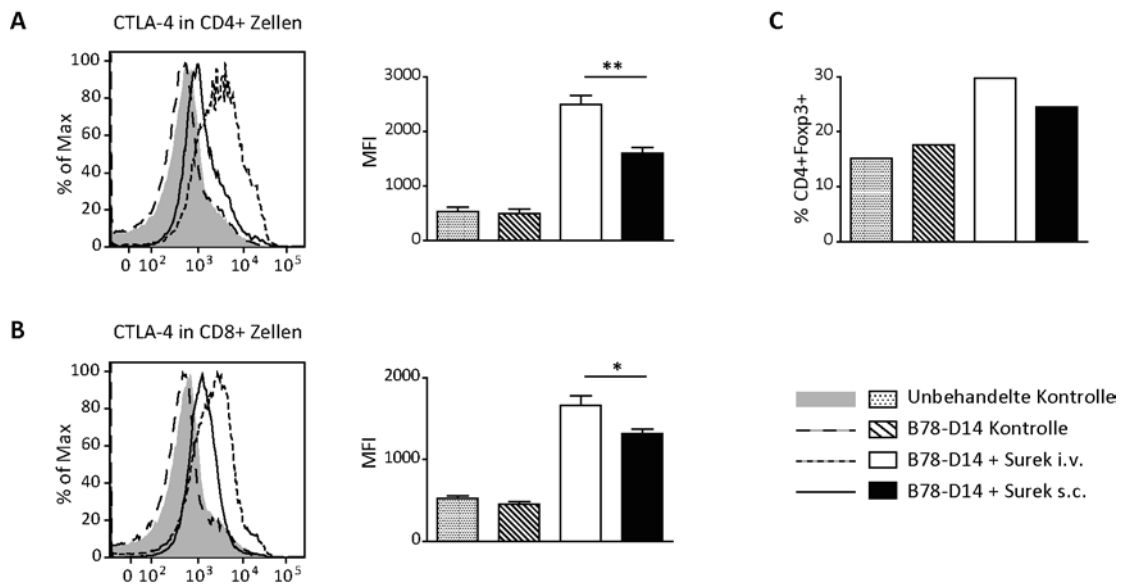 A
CTLA-4 in CD4+ Zellen
% of Max
100
80
60
40
20
0
0 10² 10³ 10⁴ 10⁵
MFI
3000
2000
1000
0
**
C
% CD4+Foxp3+
30
20
10
0
B
CTLA-4 in CD8+ Zellen
% of Max
100
80
60
40
20
0
0 10² 10³ 10⁴ 10⁵
MFI
2000
1000
0
*
Unbehandelte Kontrolle
B78-D14 Kontrolle
B78-D14 + Surek i.v.
B78-D14 + Surek s.c.